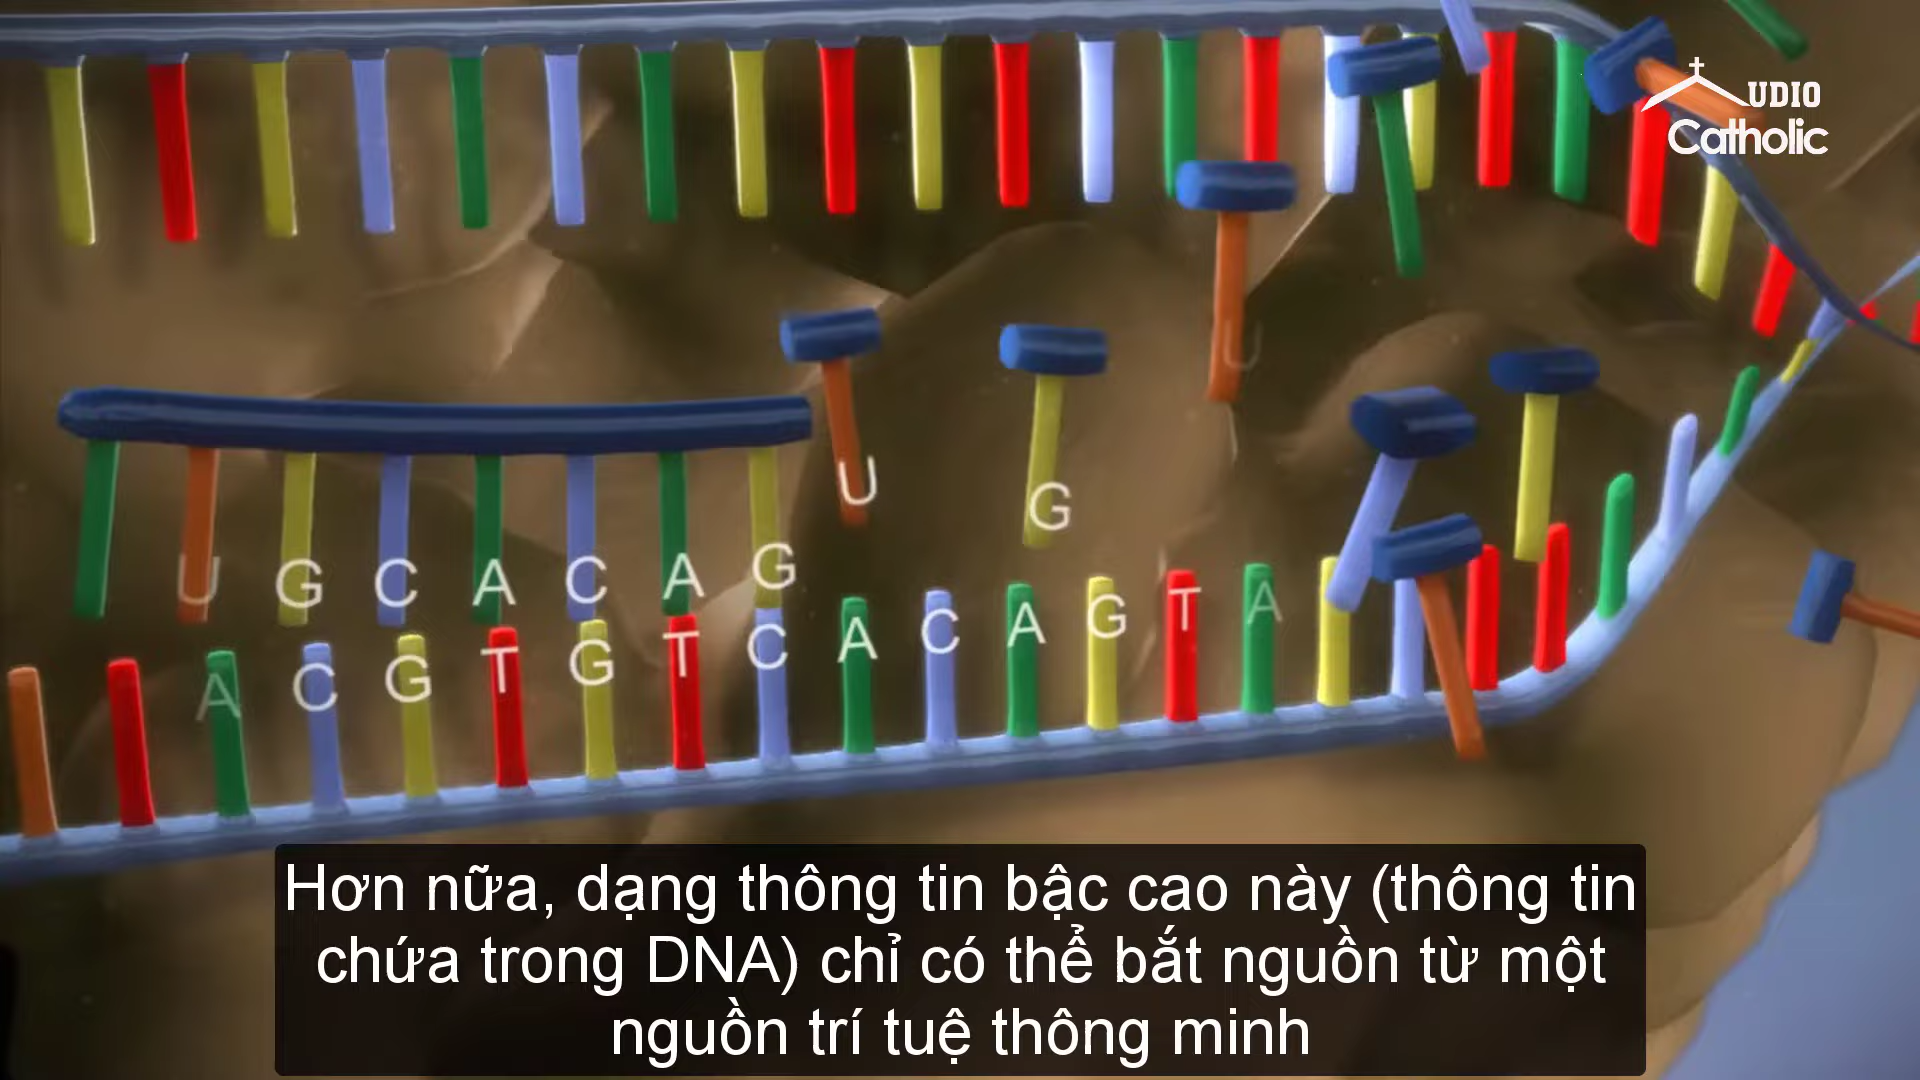 UDIO
Catholic
U
U
G
U G C A C A G
A C G T G T C A C A G T A
Hơn nữa, dạng thông tin bậc cao này (thông tin
chứa trong DNA) chỉ có thể bắt nguồn từ một
nguồn trí tuệ thông minh